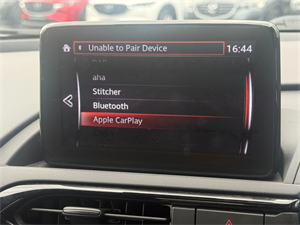 Unable to Pair Device
16:44
aha
Stitcher
Bluetooth
Apple CarPlay